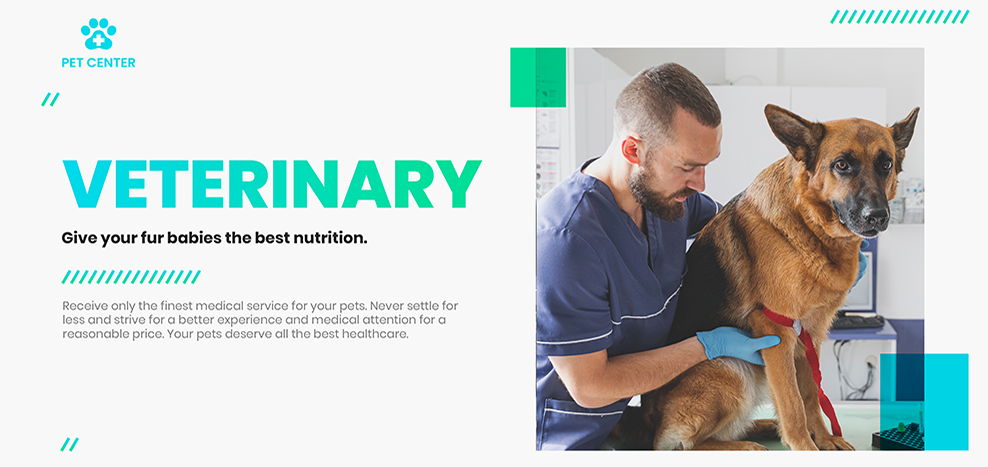 PET CENTER
VETERINARY
Give your fur babies the best nutrition.
Receive only the finest medical service for your pets. Never settle for
less and strive for a better experience and medical attention for a
reasonable price. Your pets deserve all the best healthcare.